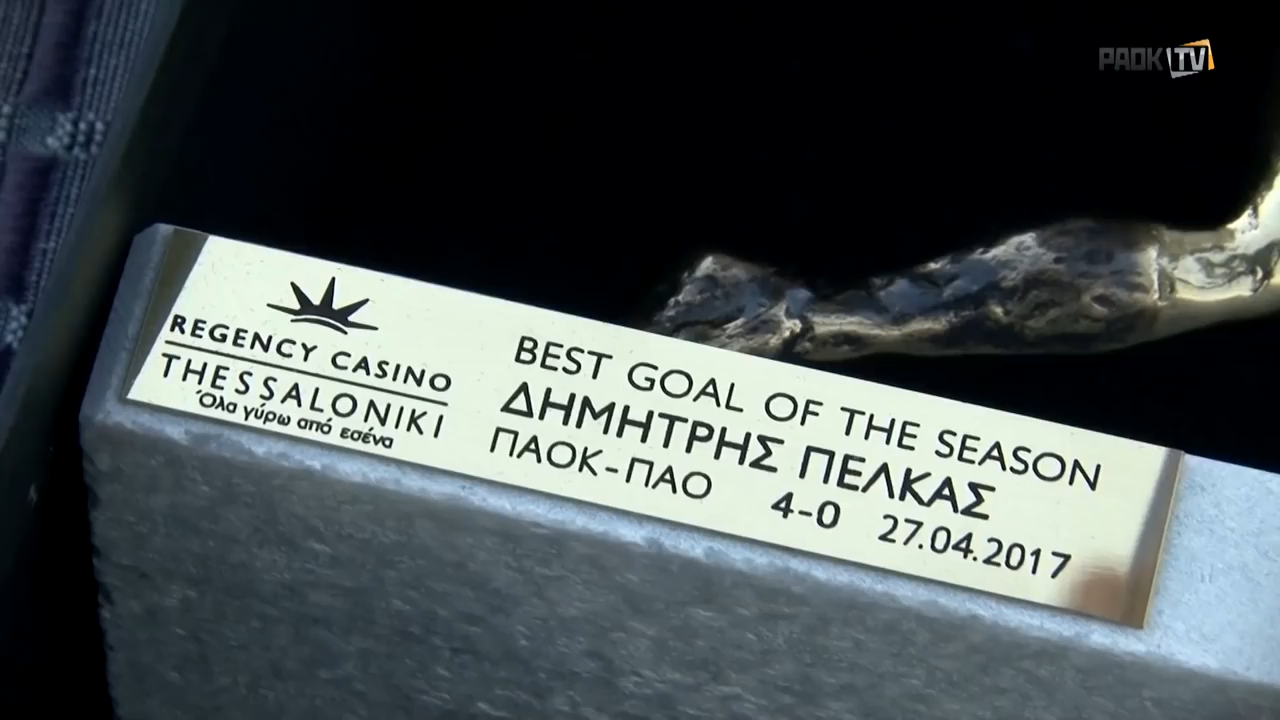 PAOK TV
REGENCY CASINO
THESSALONIKI
Όλα γύρω από εσένα
BEST GOAL OF THE SEASON
ΔΗΜΗΤΡΗΣ ΠΕΛΚΑΣ
ΠΑΟΚ-ΠΑΟ 4-0 27.04.2017